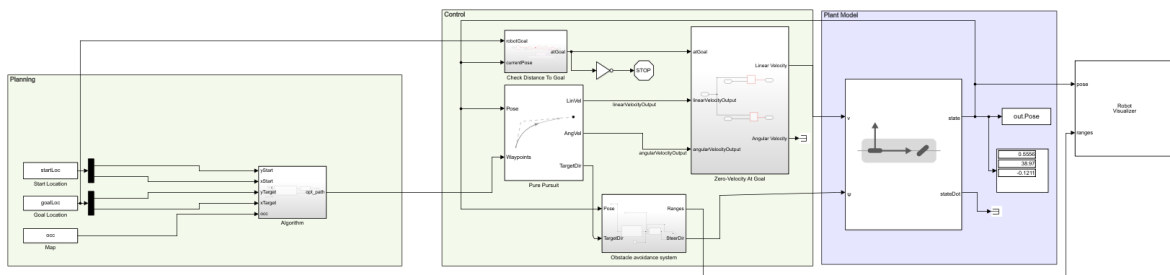 Planning
startLoc
Start Location
goalLoc
Goal Location
occ
Map
yStart
xStart
yTarget
xTarget
occ
opt_path
Algorithm
Control
robotGoal
currentPose
atGoal
Check Distance To Goal
STOP
Pose
Waypoints
LinVel
AngVel
TargetDir
Pure Pursuit
linearVelocityOutput
angularVelocityOutput
atGoal
linearVelocityOutput
angularVelocityOutput
Linear Velocity
Angular Velocity
Zero-Velocity At Goal
Pose
TargetDir
Ranges
SteerDir
Obstacle avoidance system
Plant Model
v
ψ
state
stateDot
out.Pose
0.5556
38.97
-0.1211
pose
ranges
Robot
Visualizer